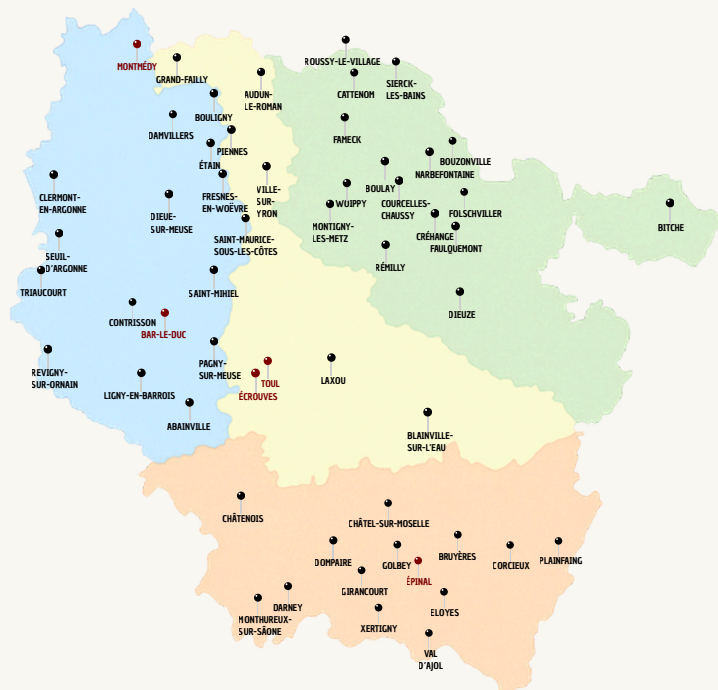 ROUSSY-LE-VILLAGE
MONTMÉDY
GRAND-FAILLY
AUDUN-
LE-ROMAN
CATTENOM
SIERCK-
LES-BAINS
BOULIGNY
DAMVILLERS
PIENNES
FAMECK
BOUZONVILLE
NARBEFONTAINE
ÉTAIN
FRESNES-
EN-WOËVRE
VILLE-
SUR-
YRON
BOULAY
CLERMONT-
EN-ARGONNE
WOIPPY
COURCELLES-
CHAUSSY
FOLSCHVILLER
DIEUE-
SUR-MEUSE
MONTIGNY-
LES-METZ
CRÉHANGE
FAULQUEMONT
BITCHE
SAINT-MAURICE-
SOUS-LES-CÔTES
SEUIL-
D'ARGONNE
RÉMILLY
TRIAUCOURT
SAINT-MIHIEL
DIEUZE
CONTRISSON
BAR-LE-DUC
REVIGNY-
SUR-ORNAIN
PAGNY-
SUR-MEUSE
TOUL
LAXOU
LIGNY-EN-BARROIS
ÉCROUVES
ABAINVILLE
BLAINVILLE-
SUR-L'EAU
CHÂTENOIS
CHÂTEL-SUR-MOSELLE
DOMPAIRE
GOLBEY
BRUYÈRES
CORCIEUX
PLAINFAING
ÉPINAL
GIRANCOURT
DARNEY
ELOYES
MONTHUREUX-
SUR-SÂONE
XERTIGNY
VAL
D'AJOL